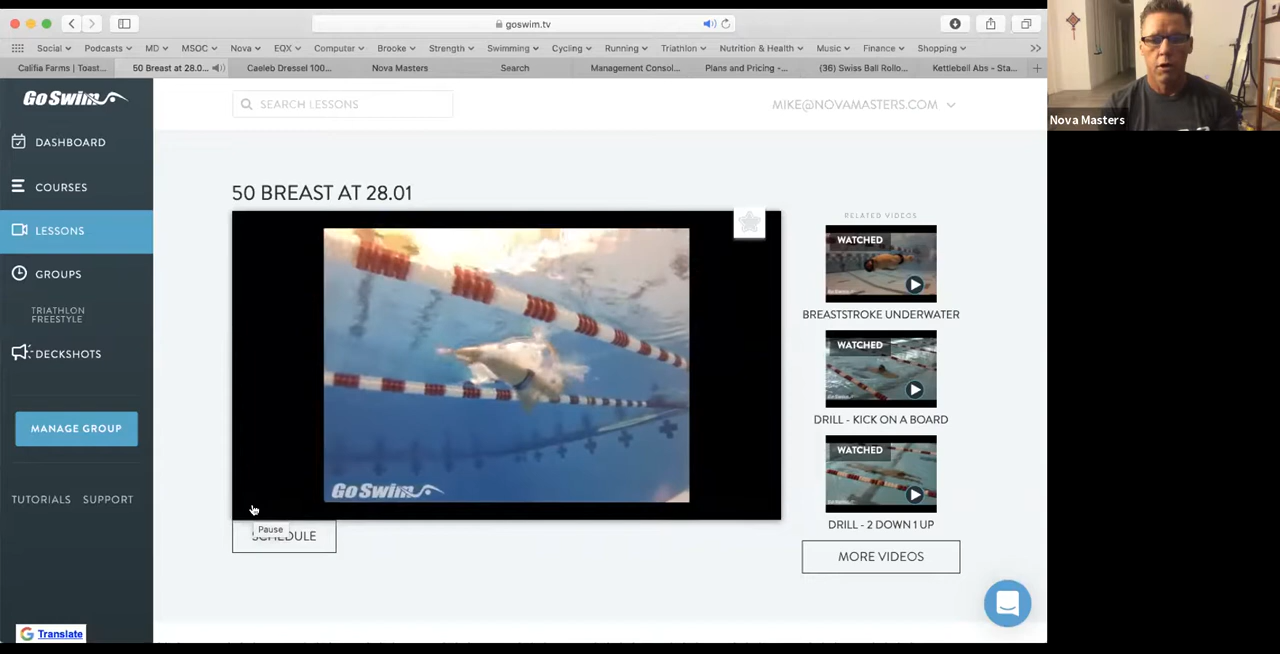 goswim.tv
Social
Podcasts
MD
MSOC
Nova
EQX
Computer
Brooke
Strength
Swimming
Cycling
Running
Triathlon
Nutrition & Health
Music
Finance
Shopping
Califia Farms | Toast...
50 Breast at 28.0...
Caeleb Dressel 100...
Nova Masters
Search
Management Consol...
Plans and Pricing -...
(36) Swiss Ball Rollo...
Kettlebell Abs - Sta...
Go Swim
SEARCH LESSONS
MIKE@NOVAMASTERS.COM
Nova Masters
DASHBOARD
COURSES
LESSONS
GROUPS
TRIATHLON
FREESTYLE
DECKSHOTS
MANAGE GROUP
TUTORIALS
SUPPORT
Translate
50 BREAST AT 28.01
Go Swim
Pause
SCHEDULE
RELATED VIDEOS
WATCHED
BREASTSTROKE UNDERWATER
WATCHED
DRILL - KICK ON A BOARD
WATCHED
DRILL - 2 DOWN 1 UP
MORE VIDEOS